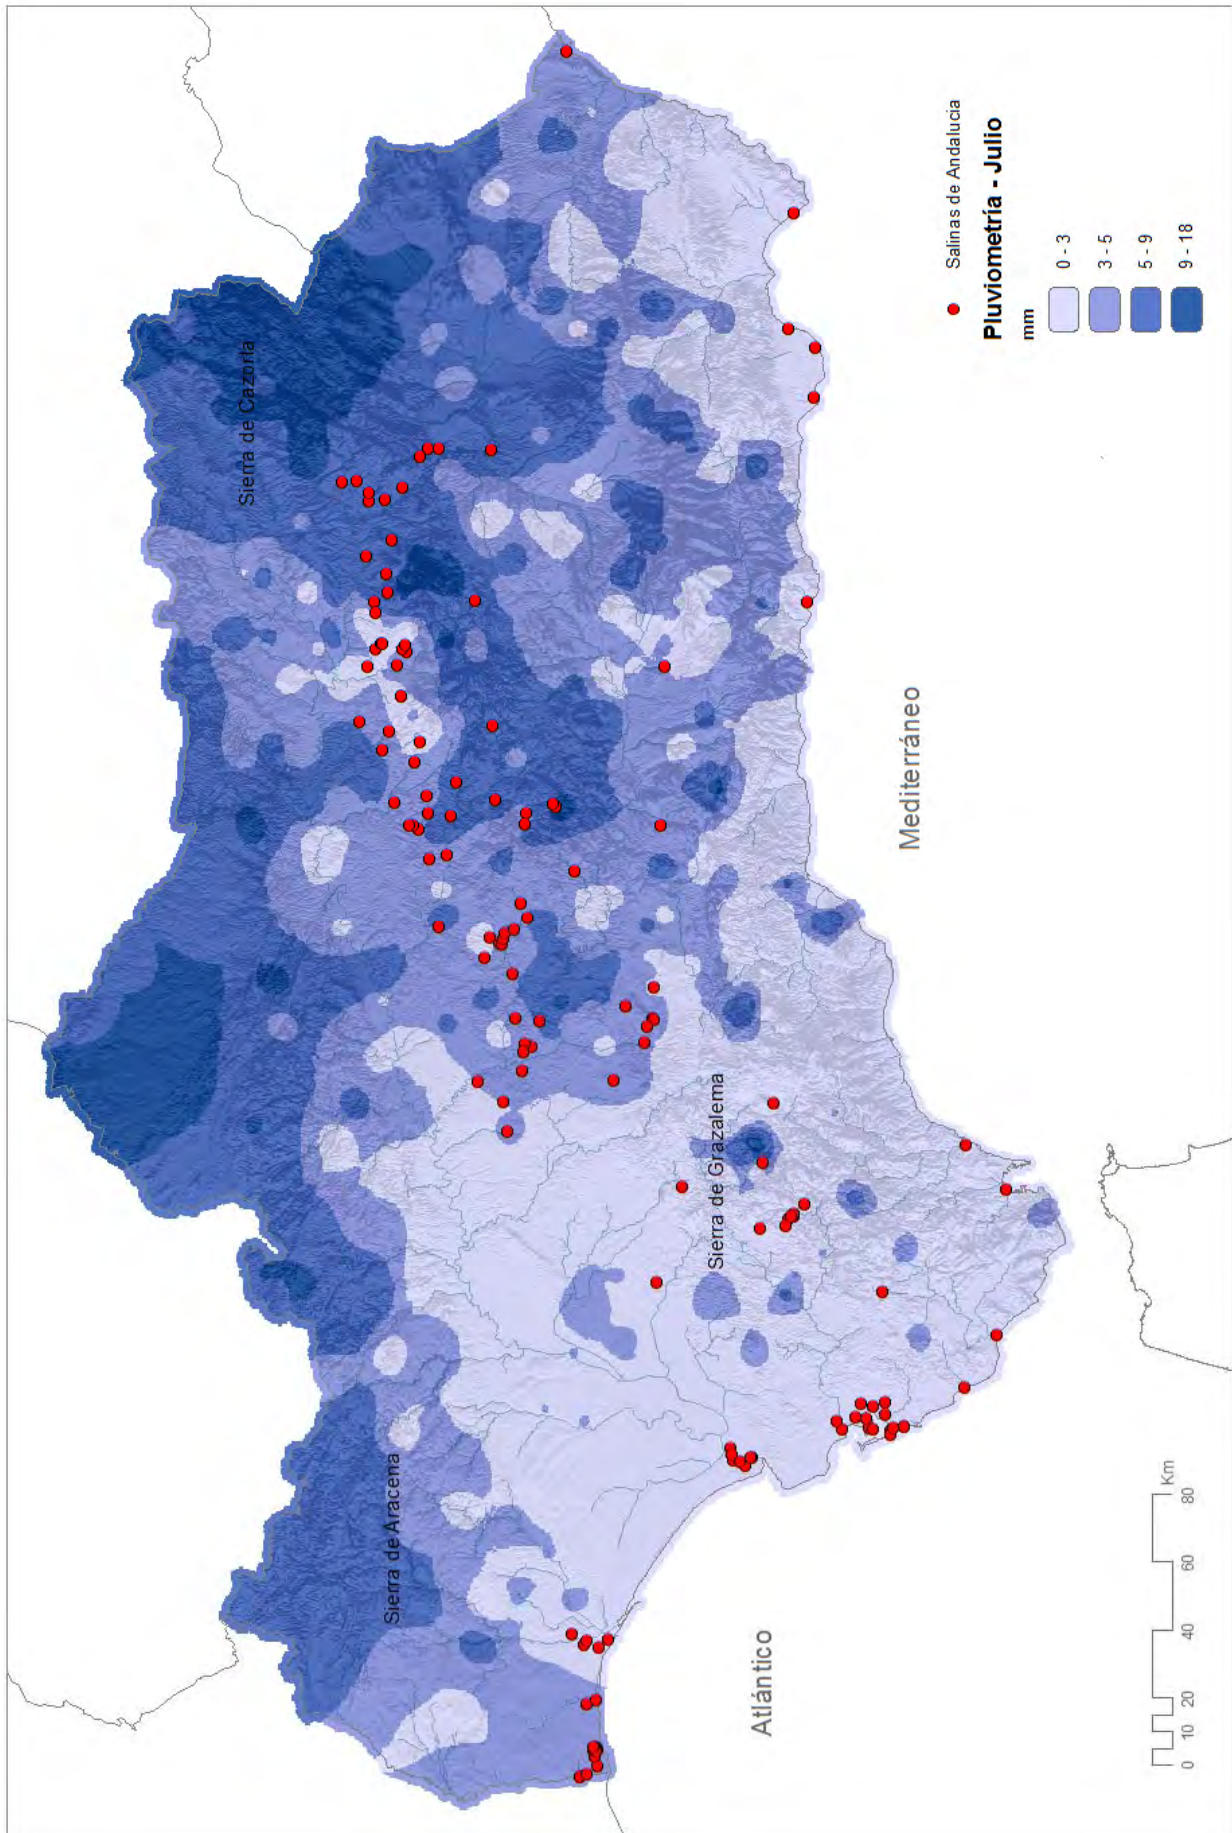 Sierra de Cazorla
Sierra de Aracena
Sierra de Grazalema
Mediterráneo
Atlántico
Salinas de Andalucia
Pluviometría - Julio
mm
0 - 3
3 - 5
5 - 9
9 - 18
Km
0 10 20 40 60 80